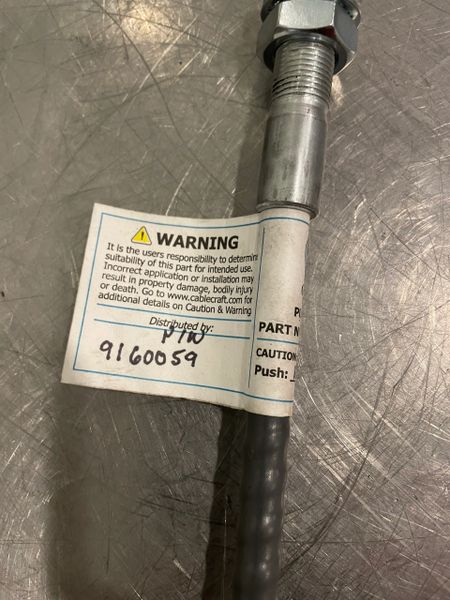 WARNING
It is the users responsibility to
suitability of this part for intended use.
Incorrect application or installation may
result in property damage, bodily injury
or death. Go to www.cablecraft.com for
additional details on Caution & Warning
Distributed by:
P/N
9160059
PART
CAUTION
Push: